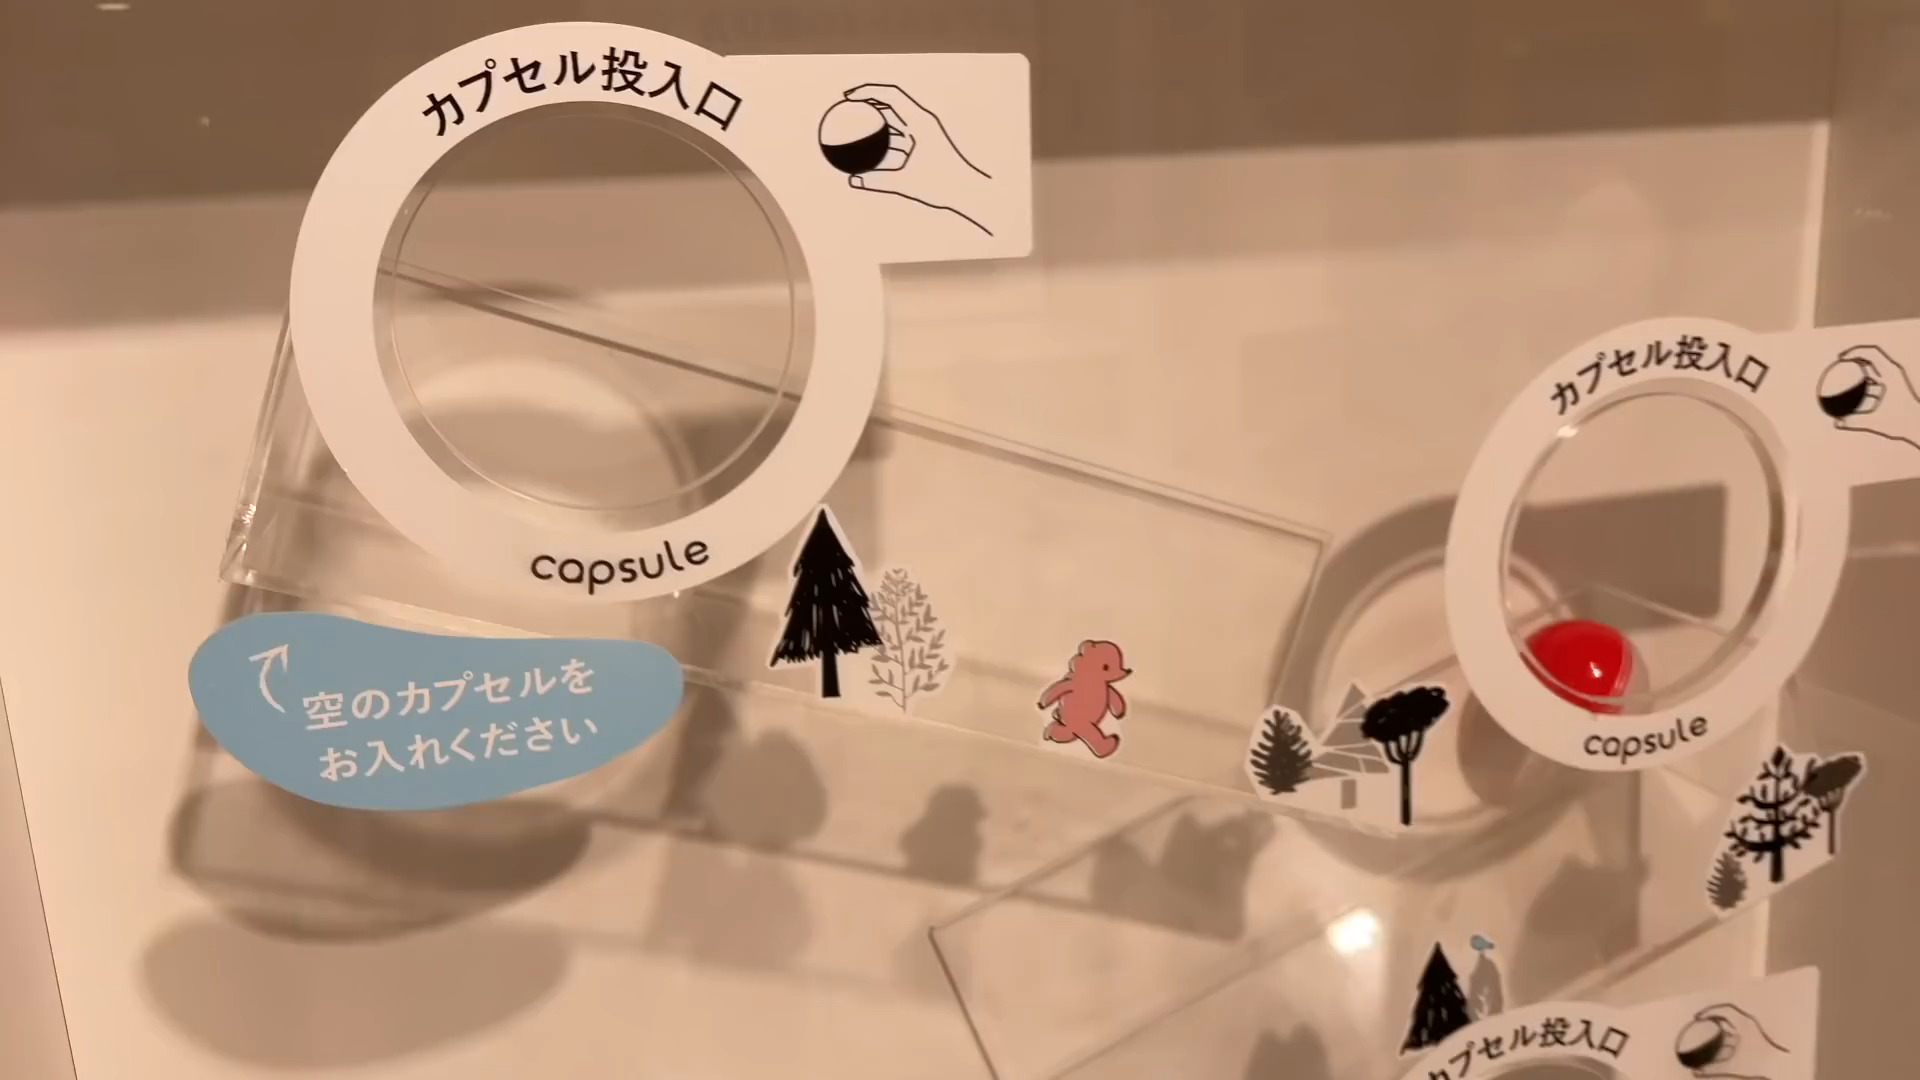 カプセル投入口
capsule
空のカプセルを
お入れください
カプセル投入口
capsule
カプセル投入口